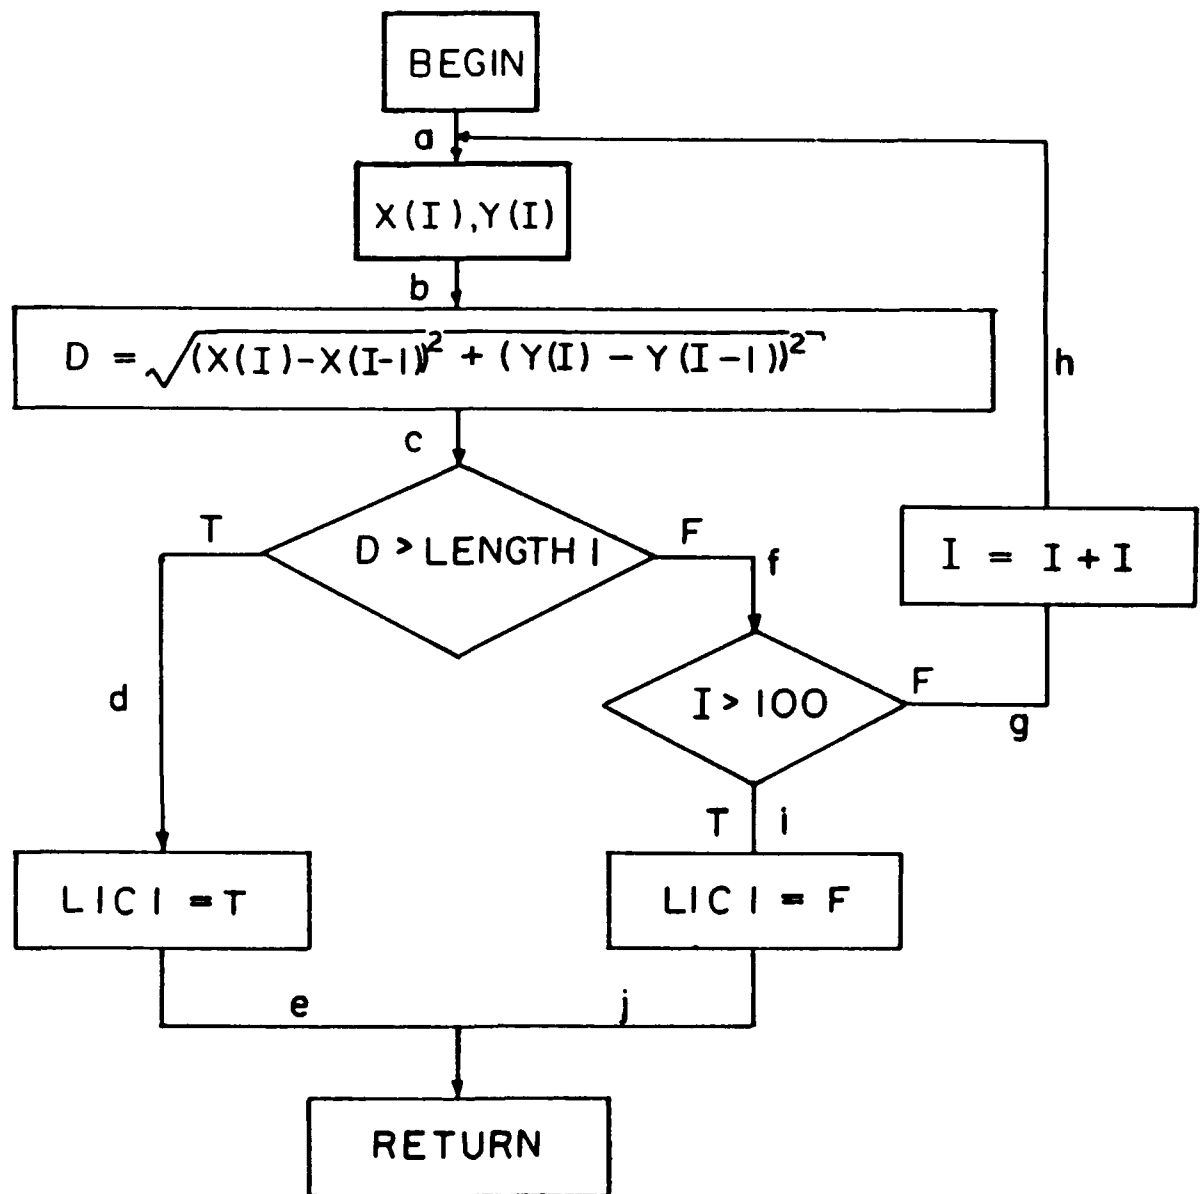 BEGIN
a
X(I),Y(I)
b
D = √(X(I)-X(I-1))² + (Y(I) - Y(I-1))²
h
c
T
D > LENGTH 1
F
f
I = I + I
d
I > 100
F
g
T
i
LIC 1 = T
LIC 1 = F
e
j
RETURN